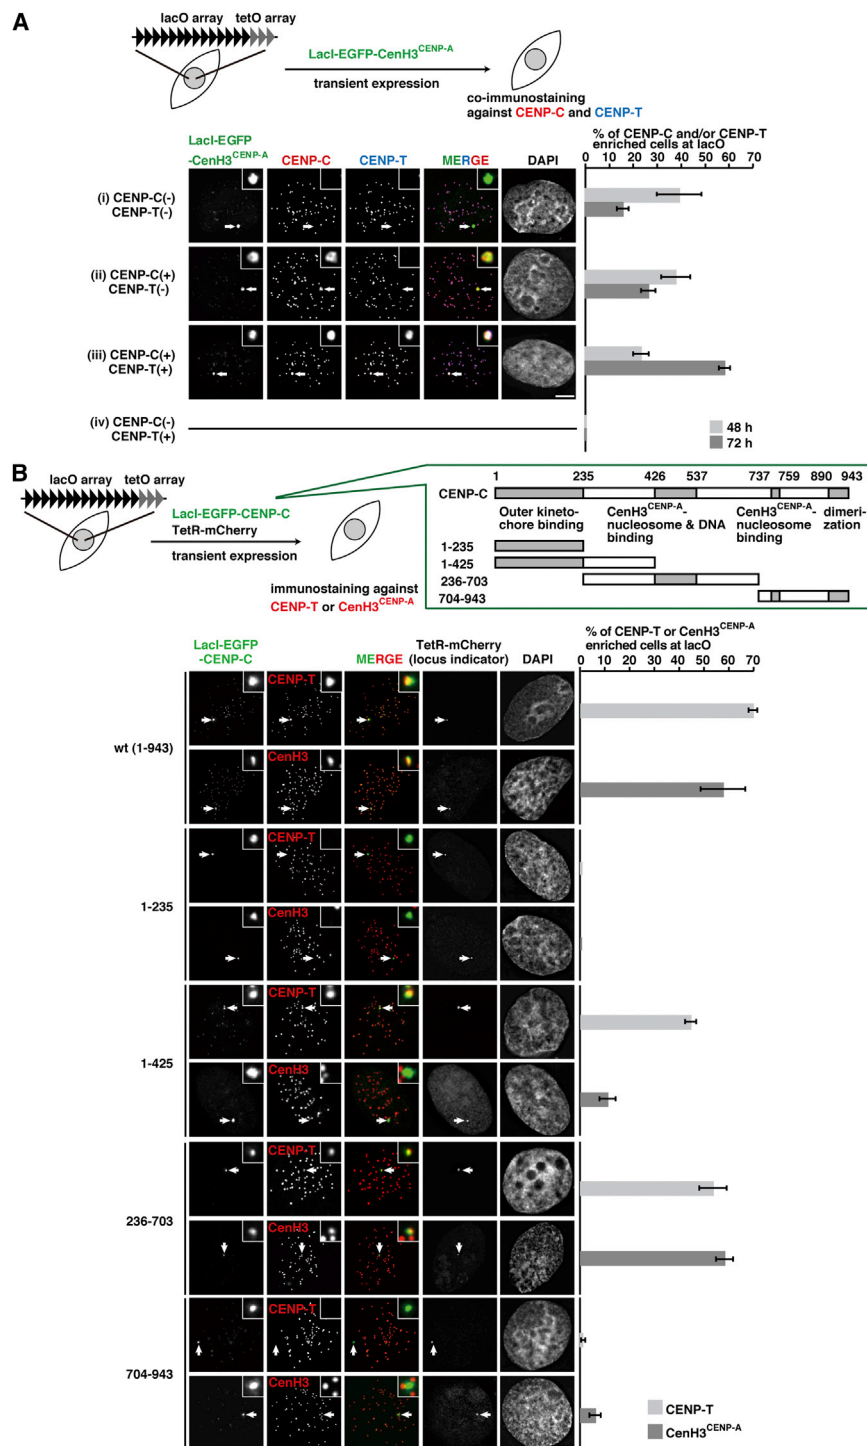 A
lacO array tetO array
LacI-EGFP-CenH3CENP-A
transient expression
co-immunostaining
against CENP-C and CENP-T
LacI-EGFP
-CenH3CENP-A CENP-C CENP-T MERGE DAPI
% of CENP-C and/or CENP-T
enriched cells at lacO
0 10 20 30 40 50 60 70
(i) CENP-C(-)
CENP-T(-)
(ii) CENP-C(+)
CENP-T(-)
(iii) CENP-C(+)
CENP-T(+)
(iv) CENP-C(-)
CENP-T(+)
48 h
72 h
B
lacO array tetO array
LacI-EGFP-CENP-C
TetR-mCherry
transient expression
immunostaining against
CENP-T or CenH3CENP-A
1 235 426 537 737 759 890 943
CENP-C
Outer kineto-
chore binding
CenH3CENP-A-
nucleosome & DNA
binding
CenH3CENP-A-
nucleosome
binding
dimeri-
zation
1-235
1-425
236-703
704-943
LacI-EGFP
-CENP-C
MERGE
TetR-mCherry
(locus indicator)
DAPI
% of CENP-T or CenH3CENP-A
enriched cells at lacO
0 10 20 30 40 50 60 70
CENP-T
wt (1-943)
CenH3
CENP-T
1-235
CenH3
CENP-T
1-425
CenH3
CENP-T
236-703
CenH3
CENP-T
704-943
CenH3
CENP-T
CenH3CENP-A